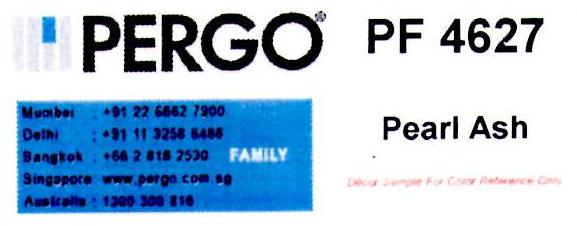 PERGO®
PF 4627
Mumbai : +91 22 6662 7900
Delhi : +91 11 3258 6486
Bangkok : +66 2 818 2530
FAMILY
Singapore www.pergo.com.sg
Australia : 1300 300 816
Pearl Ash
Décor Sample For Color Reference Only